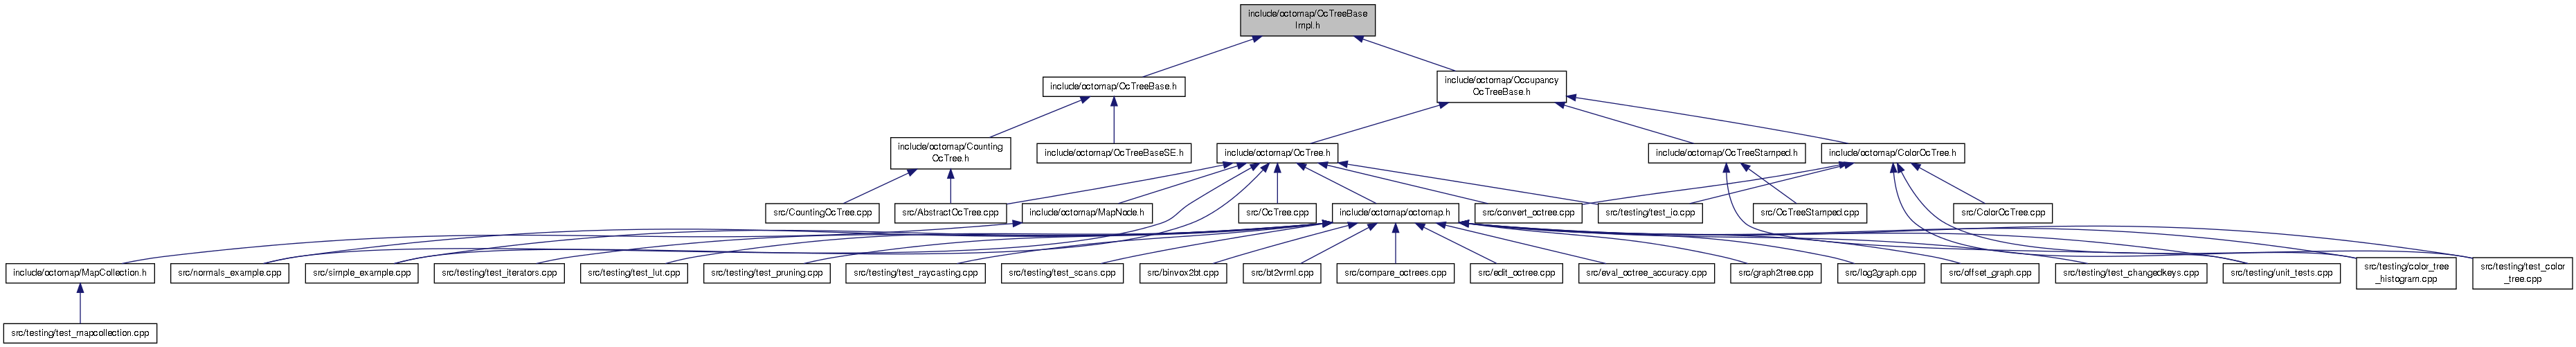 include/octomap/OcTreeBase
Impl.h
include/octomap/OcTreeBase.h
include/octomap/Occupancy
OcTreeBase.h
include/octomap/Counting
OcTree.h
include/octomap/OcTreeBaseSE.h
include/octomap/OcTree.h
include/octomap/OcTreeStamped.h
include/octomap/ColorOcTree.h
src/CountingOcTree.cpp
src/AbstractOcTree.cpp
include/octomap/MapNode.h
src/OcTree.cpp
include/octomap/octomap.h
src/convert_octree.cpp
src/testing/test_io.cpp
src/OcTreeStamped.cpp
src/ColorOcTree.cpp
include/octomap/MapCollection.h
src/normals_example.cpp
src/simple_example.cpp
src/testing/test_iterators.cpp
src/testing/test_lut.cpp
src/testing/test_pruning.cpp
src/testing/test_raycasting.cpp
src/testing/test_scans.cpp
src/binvox2bt.cpp
src/bt2vrml.cpp
src/compare_octrees.cpp
src/edit_octree.cpp
src/eval_octree_accuracy.cpp
src/graph2tree.cpp
src/log2graph.cpp
src/offset_graph.cpp
src/testing/test_changedkeys.cpp
src/testing/unit_tests.cpp
src/testing/color_tree
_histogram.cpp
src/testing/test_color
_tree.cpp
src/testing/test_mapcollection.cpp